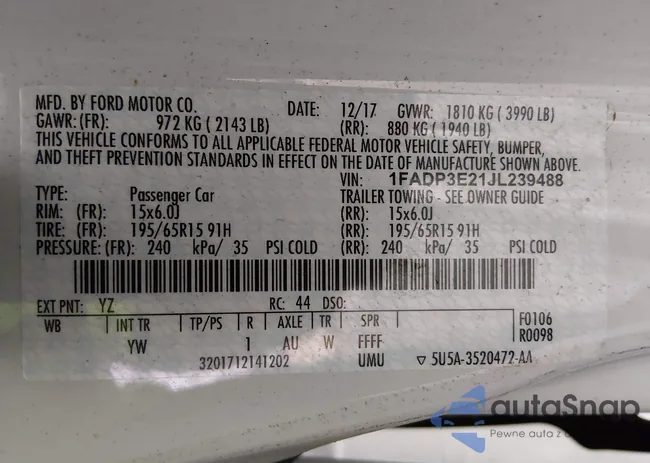 MFD. BY FORD MOTOR CO. DATE: 12/17 GVWR: 1810 KG ( 3990 LB)
GAWR: (FR): 972 KG ( 2143 LB) (RR): 880 KG ( 1940 LB)
THIS VEHICLE CONFORMS TO ALL APPLICABLE FEDERAL MOTOR VEHICLE SAFETY, BUMPER,
AND THEFT PREVENTION STANDARDS IN EFFECT ON THE DATE OF MANUFACTURE SHOWN ABOVE.
VIN: 1FADP3E21JL239488
TYPE: Passenger Car TRAILER TOWING - SEE OWNER GUIDE
RIM: (FR): 15x6.0J (RR): 15x6.0J
TIRE: (FR): 195/65R15 91H (RR): 195/65R15 91H
PRESSURE: (FR): 240 kPa/ 35 PSI COLD (RR): 240 kPa/ 35 PSI COLD
EXT PNT: YZ RC: 44 DSO:
WB INT TR TP/PS R AXLE TR SPR F0106
YW 1 AU W FFFF R0098
3201712141202 UMU ▽ 5U5A-3520472-AA
autoSnap
Pewne auta z